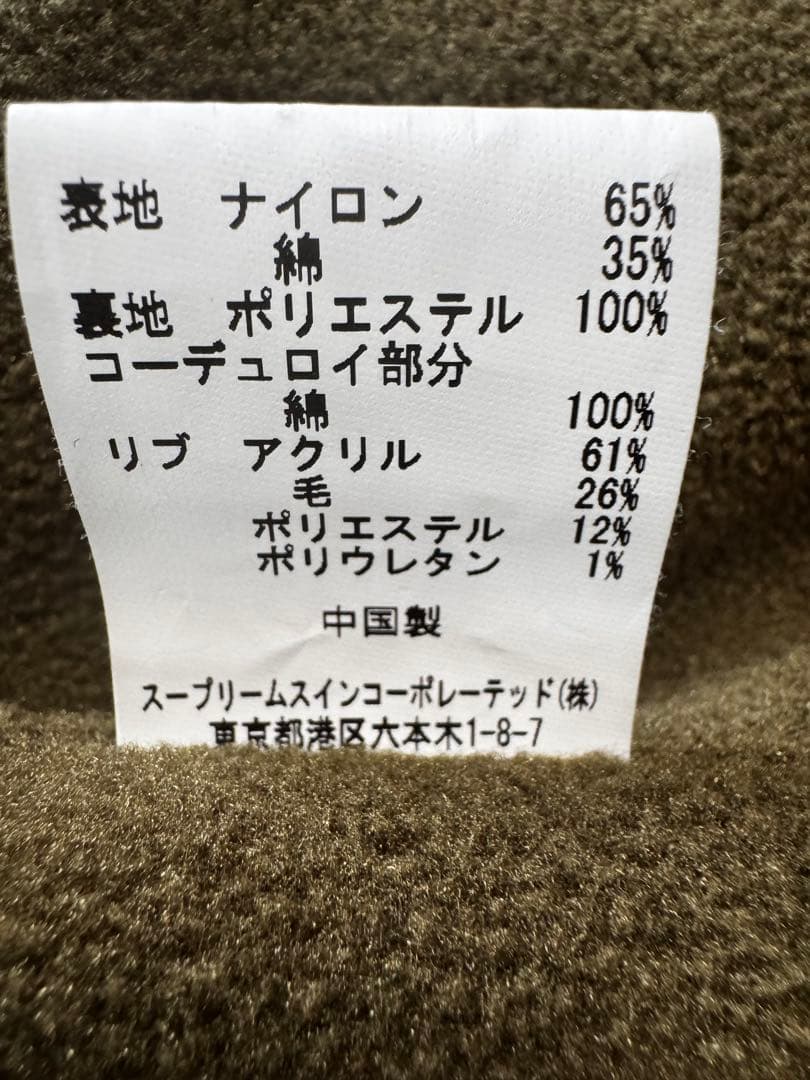 表地 ナイロン 65%
綿 35%
裏地 ポリエステル 100%
コーデュロイ部分
綿 100%
リブ アクリル 61%
毛 26%
ポリエステル 12%
ポリウレタン 1%
中国製
スープリームスインコーポレーテッド(株)
東京都港区六本木1-8-7